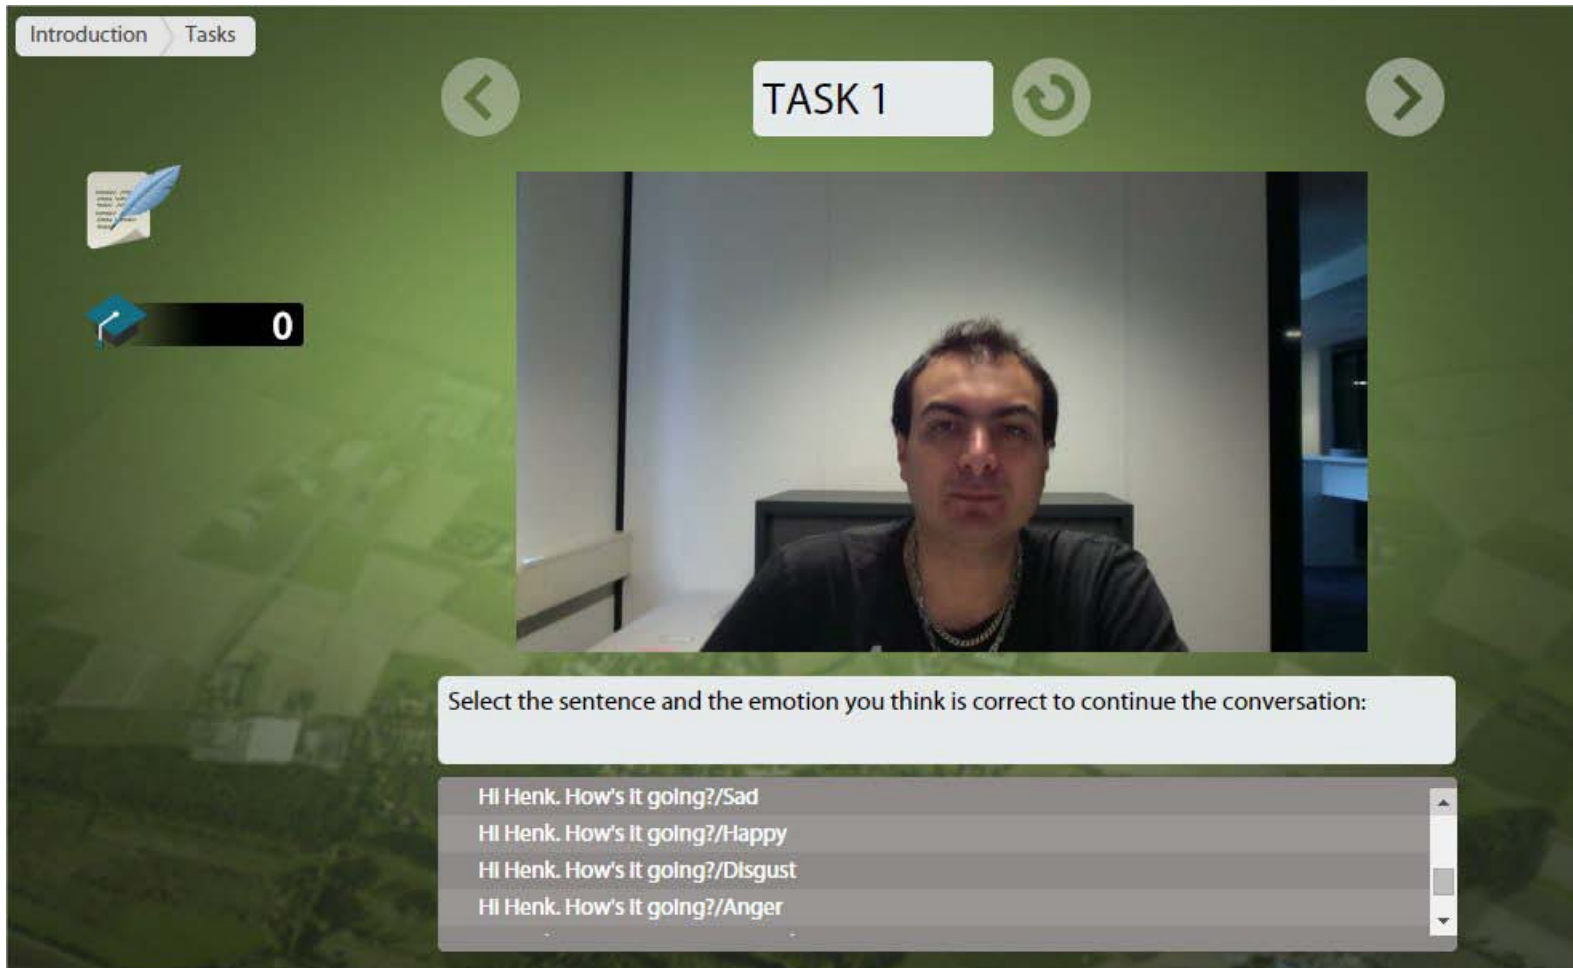 Introduction
Tasks
TASK 1
0
Select the sentence and the emotion you think is correct to continue the conversation:
Hi Henk. How's it going?/Sad
Hi Henk. How's it going?/Happy
Hi Henk. How's it going?/Disgust
Hi Henk. How's it going?/Anger